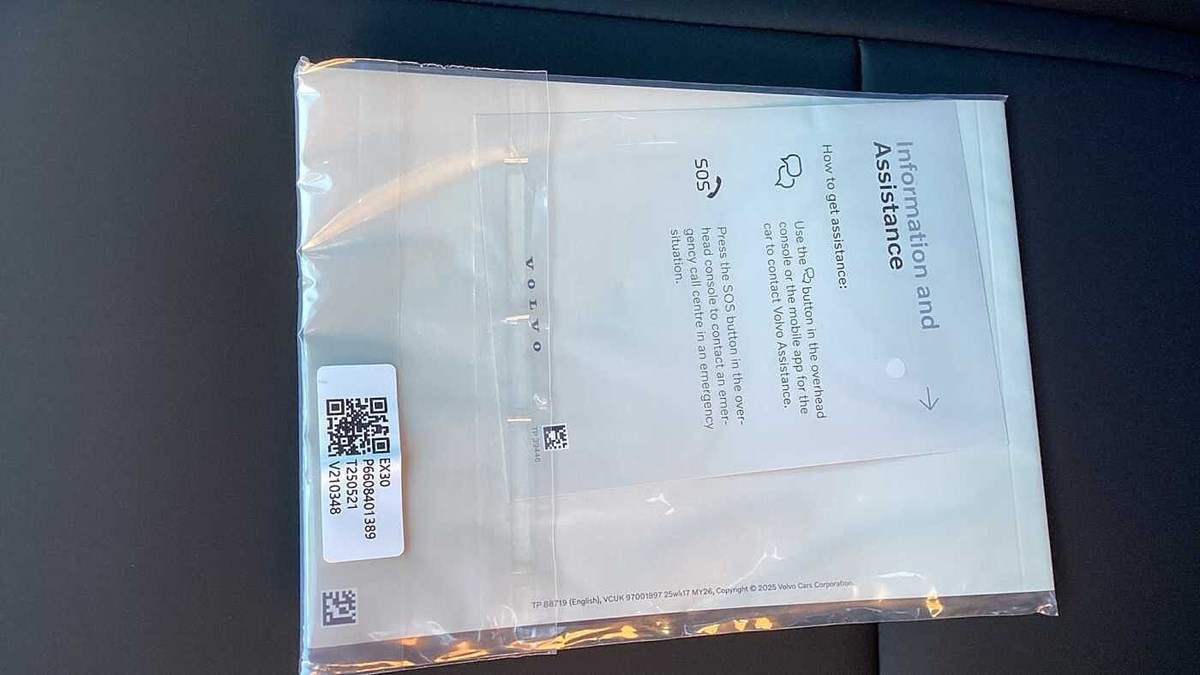 Information and
Assistance
How to get assistance:
Use the button in the overhead
console or the mobile app for the
car to contact Volvo Assistance.
SOS
Press the SOS button in the over-
head console to contact an emer-
gency call centre in an emergency
situation.
VOLVO
TP 39446
EX30
P6608401389
T250521
V210348
TP 88719 (English), VCUK 97001997 25wk17 MY26, Copyright © 2025 Volvo Cars Corporation